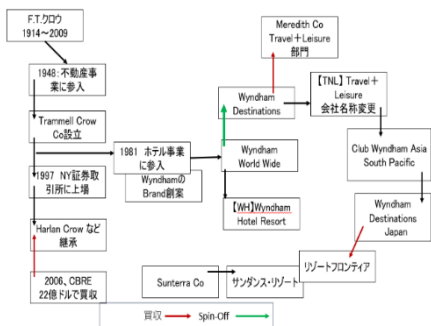 F.T.クロウ
1914～2009
1948:不動産事
業に参入
Trammell Crow
Co設立
1997 NY証券取
引所に上場
Harlan Crow など
継承
2006、CBRE
22億ドルで買収
1981 ホテル事業
に参入
Wyndhamの
Brand創案
Meredith Co
Travel＋Leisure
部門
Wyndham
Destinations
Wyndham
World Wide
【WH】Wyndham
Hotel Resort
【TNL】Travel＋
Leisure
会社名称変更
Club Wyndham Asia
South Pacific
Wyndham
Destinations
Japan
リゾートフロンティア
Sunterra Co
サンダンス・リゾート
買収
Spin-Off